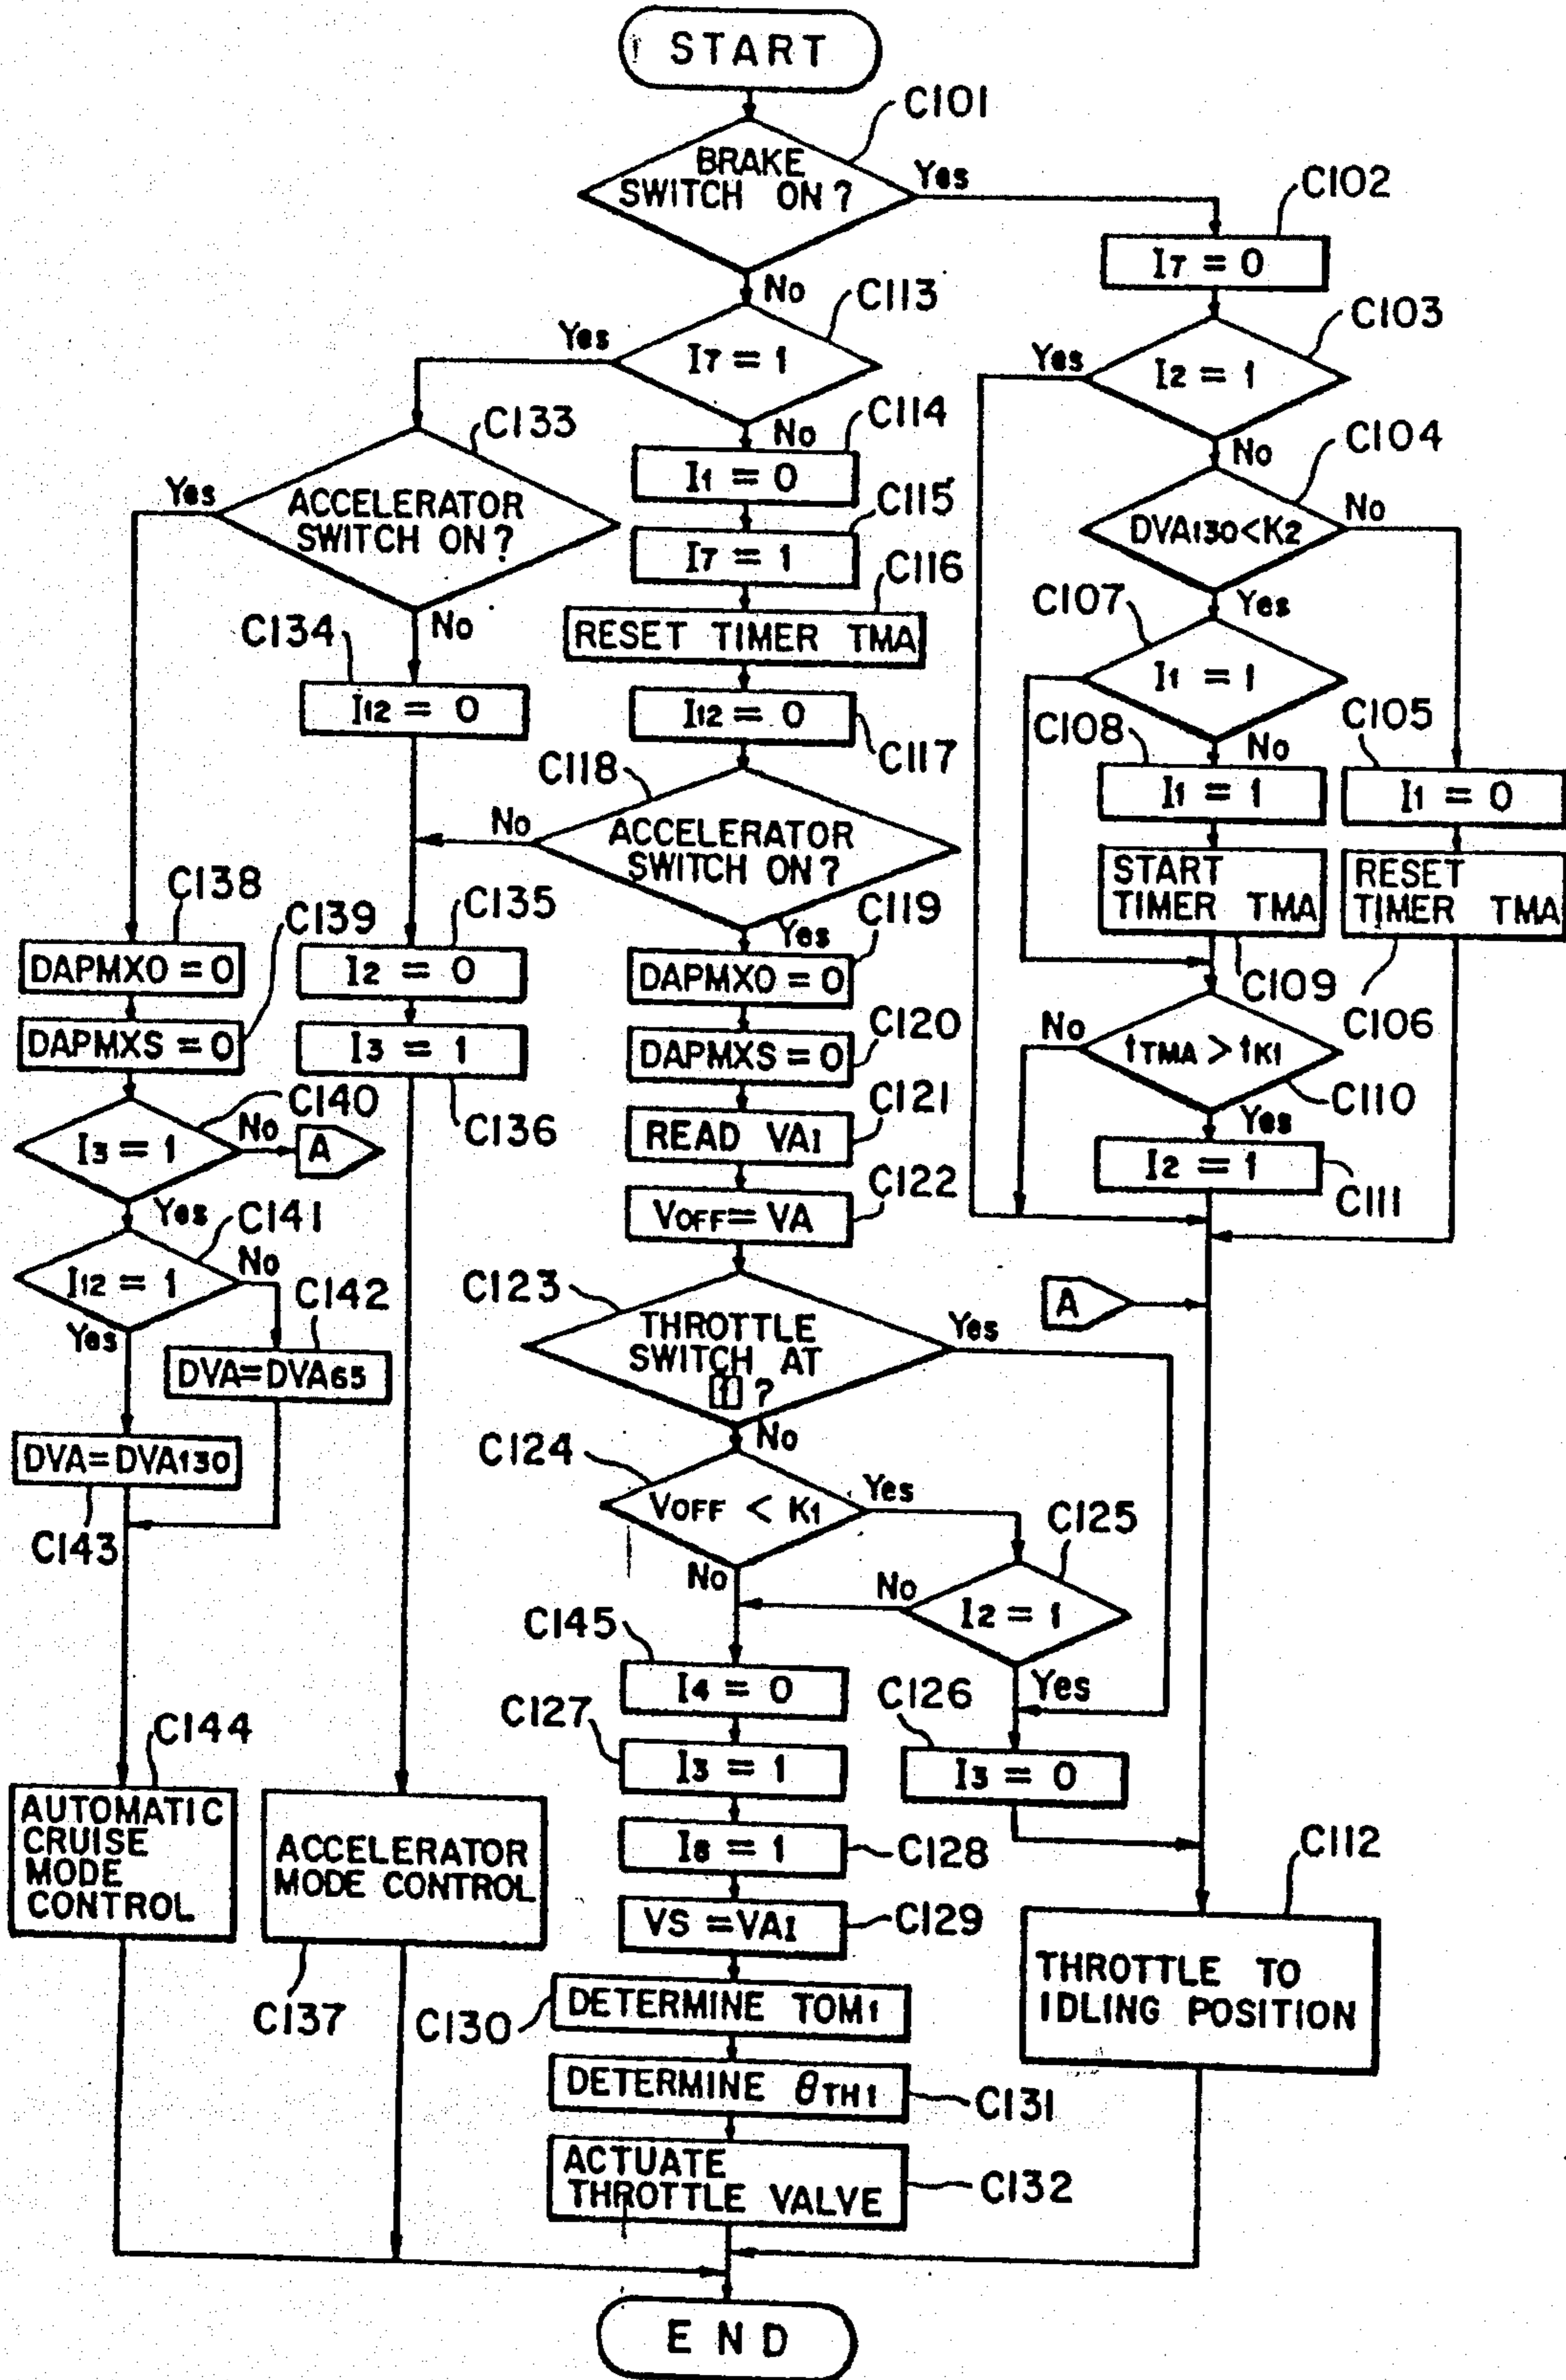 START
C101
BRAKE
SWITCH ON?
Yes
C102
I7 = 0
No
C113
C103
Yes
I7 = 1
Yes
I2 = 1
C133
No
C114
No
C104
I1 = 0
Yes
ACCELERATOR
SWITCH ON?
C115
DVA130<K2
No
I7 = 1
C116
C107
Yes
C134
No
RESET TIMER TMA
I1 = 1
I12 = 0
I12 = 0
C117
C108
No
C105
C118
I1 = 1
I1 = 0
No
ACCELERATOR
SWITCH ON?
START
TIMER TMA
RESET
TIMER TMA
C138
C139
C135
Yes
C119
DAPMXO = 0
I2 = 0
DAPMXO = 0
C109
C106
C120
DAPMXS = 0
I3 = 1
DAPMXS = 0
No
tTMA > tK1
C140
C136
C121
C110
I3 = 1
No
A
READ VAI
Yes
I2 = 1
C111
Yes
C141
C122
VOFF = VA
I12 = 1
No
C142
C123
A
Yes
THROTTLE
SWITCH AT
1 ?
Yes
DVA=DVA65
No
DVA=DVA130
C124
VOFF < K1
Yes
C125
C143
No
No
I2 = 1
C145
I4 = 0
Yes
C126
C127
C144
I3 = 1
I3 = 0
AUTOMATIC
CRUISE
MODE
CONTROL
ACCELERATOR
MODE CONTROL
I8 = 1
C128
C112
VS = VAI
C129
THROTTLE TO
IDLING POSITION
C137
C130
DETERMINE TOM1
DETERMINE θTH1
C131
ACTUATE
THROTTLE VALVE
C132
END